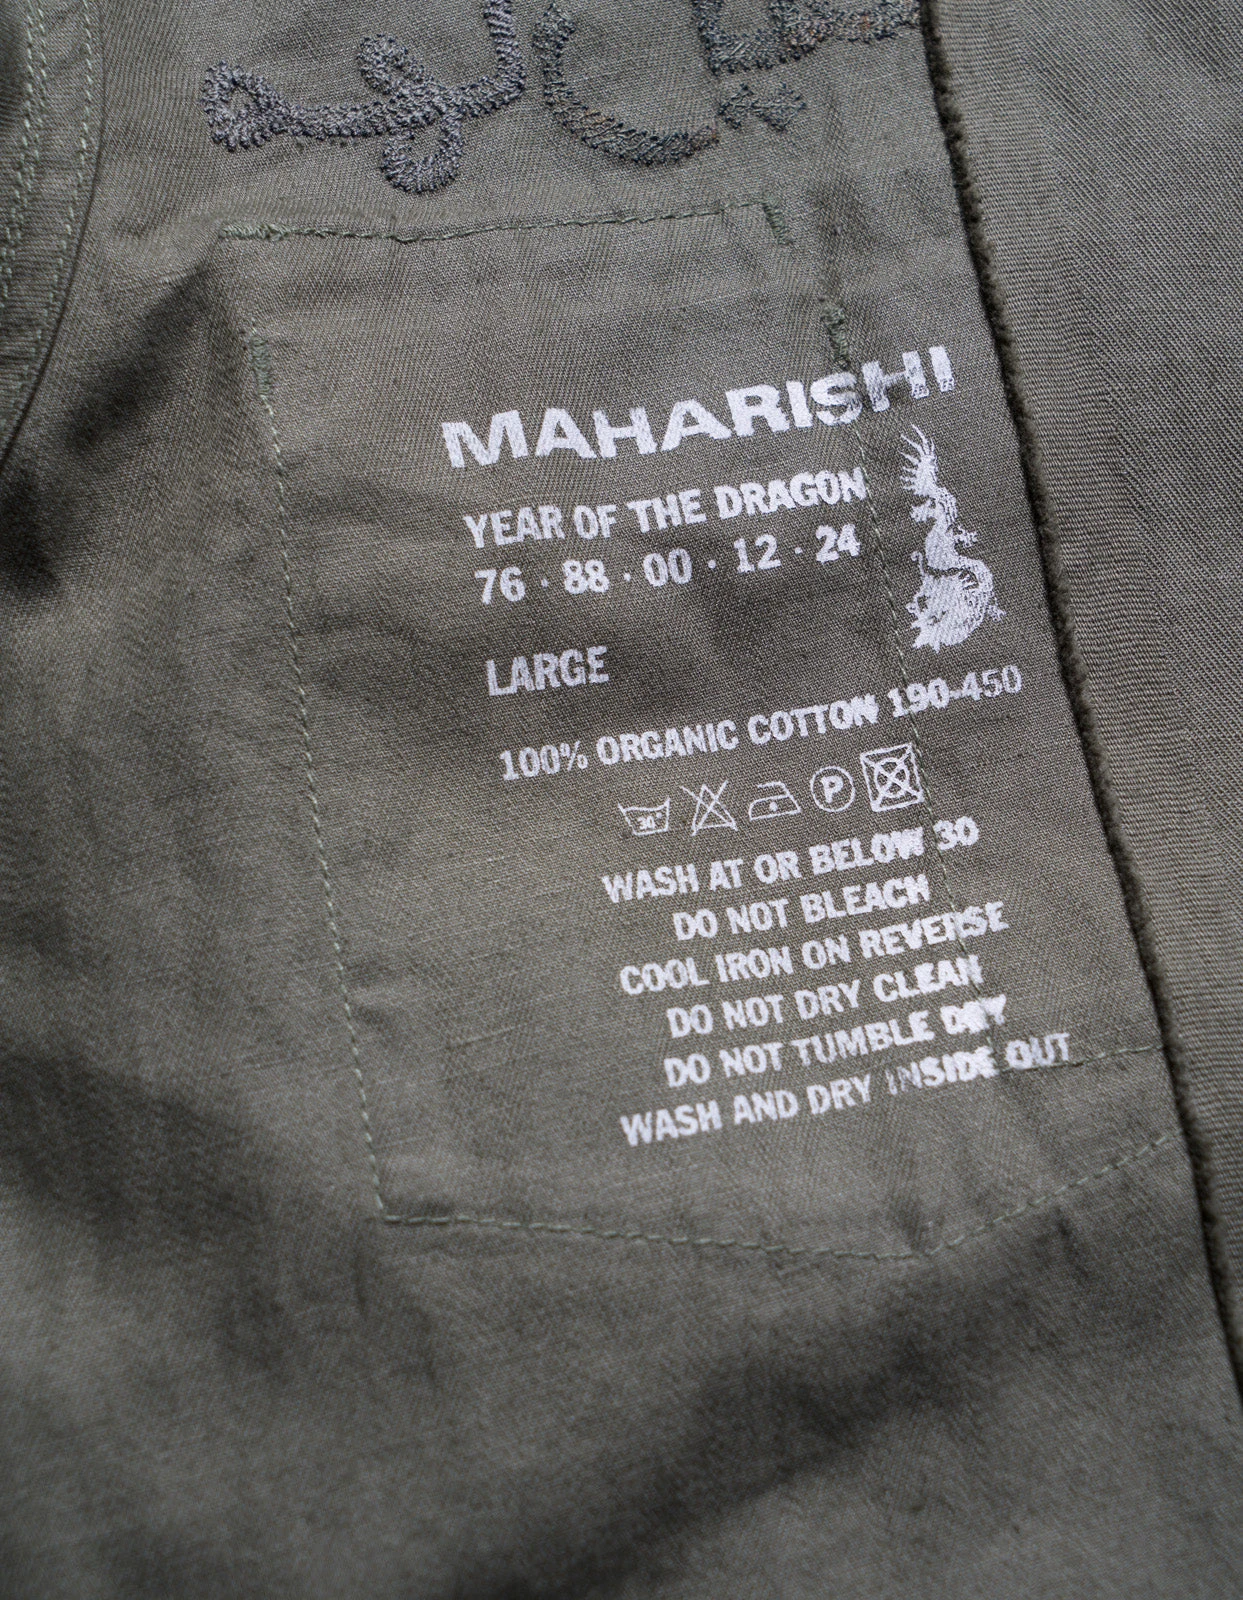 MAHARISHI
YEAR OF THE DRAGON
76 · 88 · 00 · 12 · 24
LARGE
100% ORGANIC COTTON 190-450
30°
P
WASH AT OR BELOW 30
DO NOT BLEACH
COOL IRON ON REVERSE
DO NOT DRY CLEAN
DO NOT TUMBLE DRY
WASH AND DRY INSIDE OUT